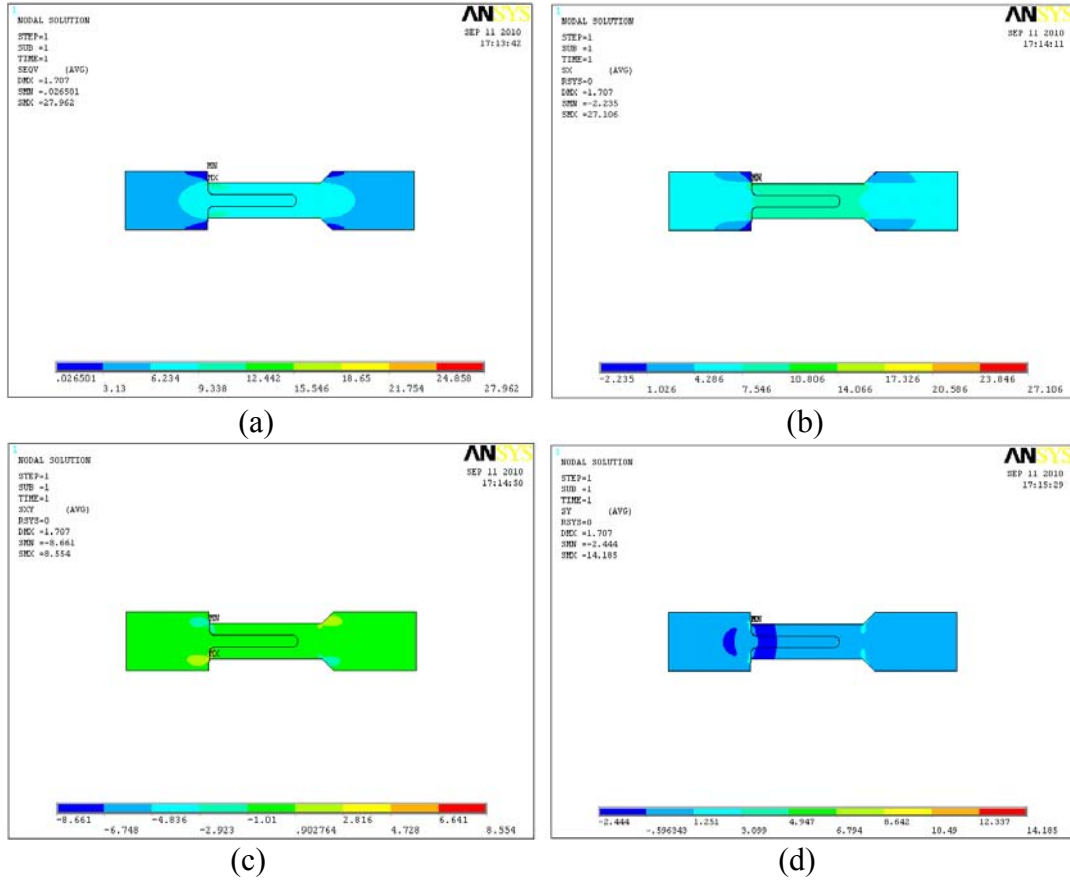 1
NODAL SOLUTION
STEP=1
SUB =1
TIME=1
SEQV (AVG)
DMX =1.707
SMN =.026501
SMX =27.962
ANSYS
SEP 11 2010
17:13:42
MN
MX
.026501 6.234 12.442 18.65 24.858
3.13 9.338 15.546 21.754 27.962
(a)
1
NODAL SOLUTION
STEP=1
SUB =1
TIME=1
SX (AVG)
RSYS=0
DMX =1.707
SMN =-2.235
SMX =27.106
ANSYS
SEP 11 2010
17:14:11
-2.235 4.286 10.806 17.326 23.846
1.026 7.546 14.066 20.586 27.106
(b)
1
NODAL SOLUTION
STEP=1
SUB =1
TIME=1
SXY (AVG)
RSYS=0
DMX =1.707
SMN =-8.661
SMX =8.554
ANSYS
SEP 11 2010
17:14:50
MN
MX
-8.661 -4.836 -1.01 2.816 6.641
-6.748 -2.923 .902764 4.728 8.554
(c)
1
NODAL SOLUTION
STEP=1
SUB =1
TIME=1
SY (AVG)
RSYS=0
DMX =1.707
SMN =-2.444
SMX =14.185
ANSYS
SEP 11 2010
17:15:29
-2.444 1.251 4.947 8.642 12.337
-.596343 3.099 6.794 10.49 14.185
(d)